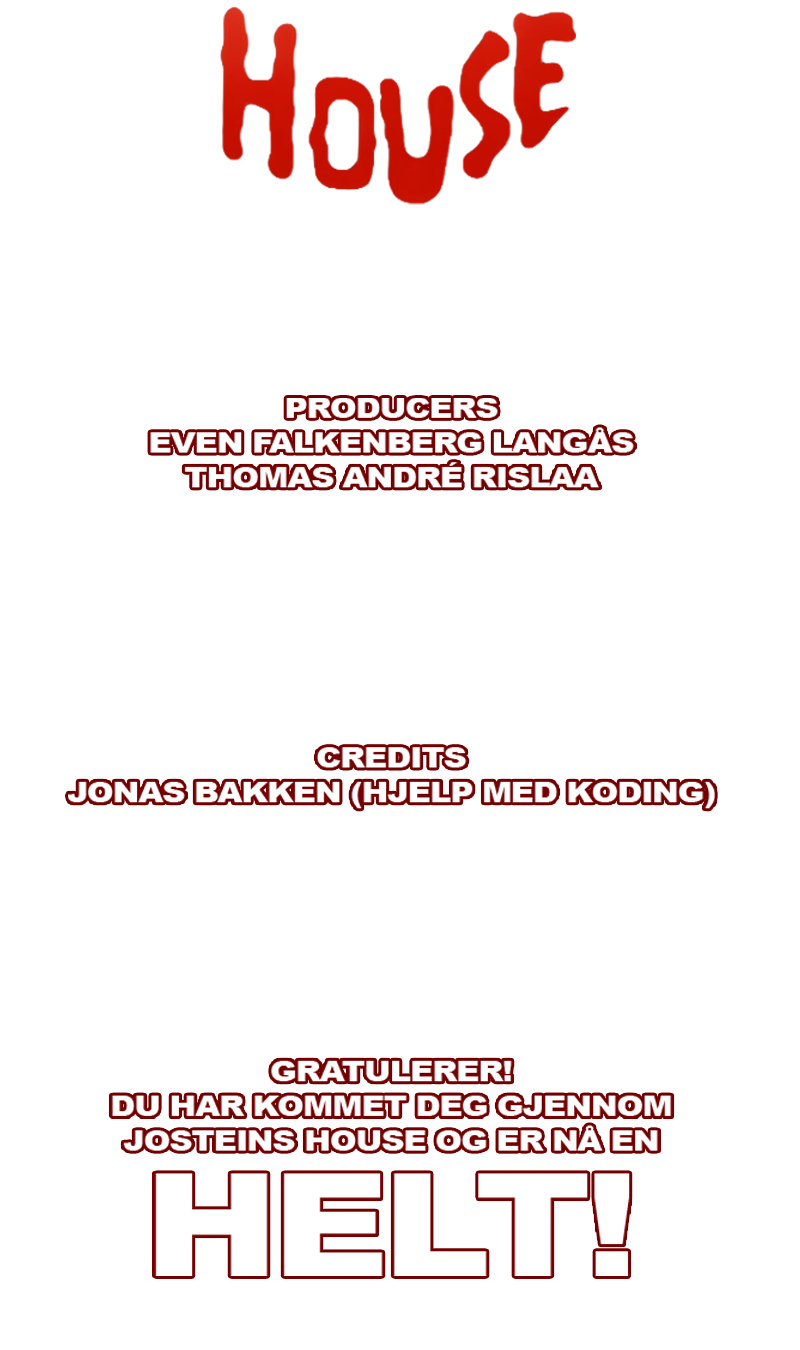 HOUSE
PRODUCERS
EVEN FALKENBERG LANGÅS
THOMAS ANDRÉ RISLAA
CREDITS
JONAS BAKKEN (HJELP MED KODING)
GRATULERER!
DU HAR KOMMET DEG GJENNOM
JOSTEINS HOUSE OG ER NÅ EN
HELT!